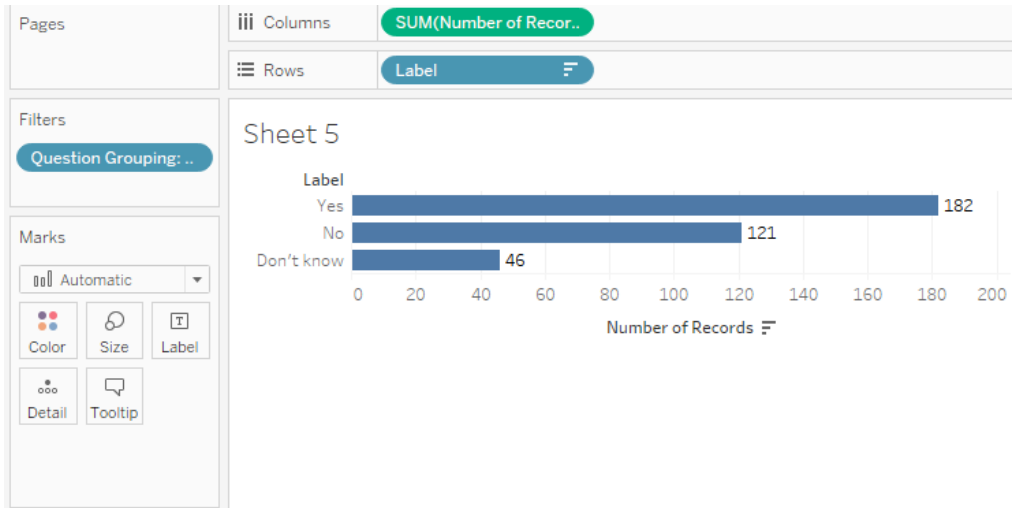 Pages
iii Columns
SUM(Number of Recor..
Rows
Label
Filters
Question Grouping: ..
Sheet 5
Label
Yes
182
No
121
Don't know
46
0 20 40 60 80 100 120 140 160 180 200
Number of Records
Marks
Automatic
Color
Size
T
Label
Detail
Tooltip